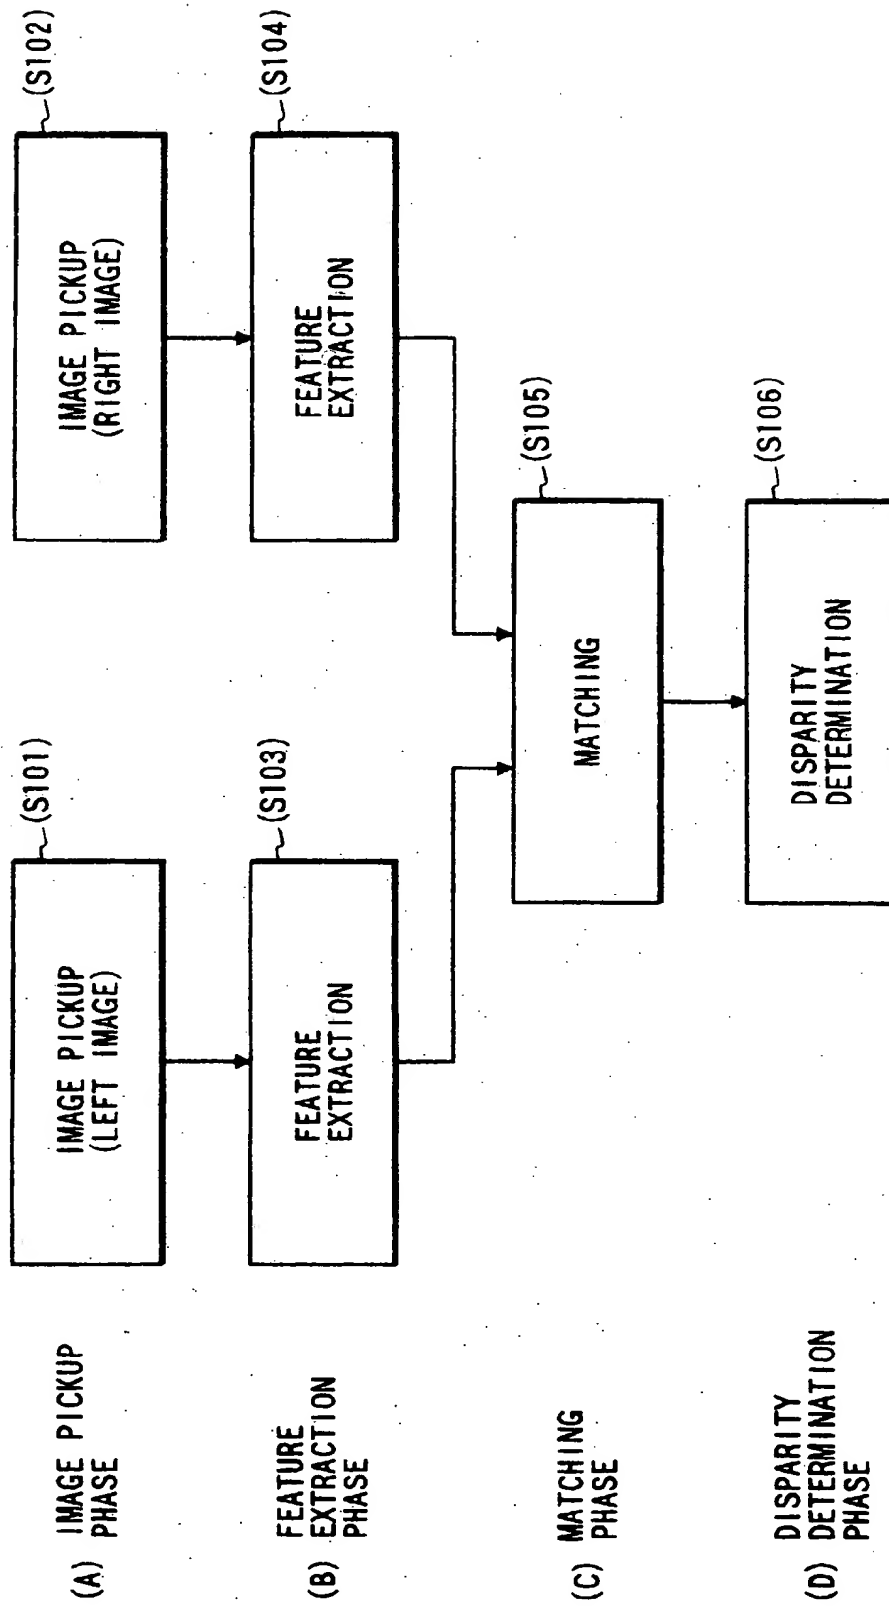 (A) IMAGE PICKUP
PHASE
IMAGE PICKUP
(LEFT IMAGE)
(S101)
IMAGE PICKUP
(RIGHT IMAGE)
(S102)
(B) FEATURE
EXTRACTION
PHASE
FEATURE
EXTRACTION
(S103)
FEATURE
EXTRACTION
(S104)
(C) MATCHING
PHASE
MATCHING
(S105)
(D) DISPARITY
DETERMINATION
PHASE
DISPARITY
DETERMINATION
(S106)